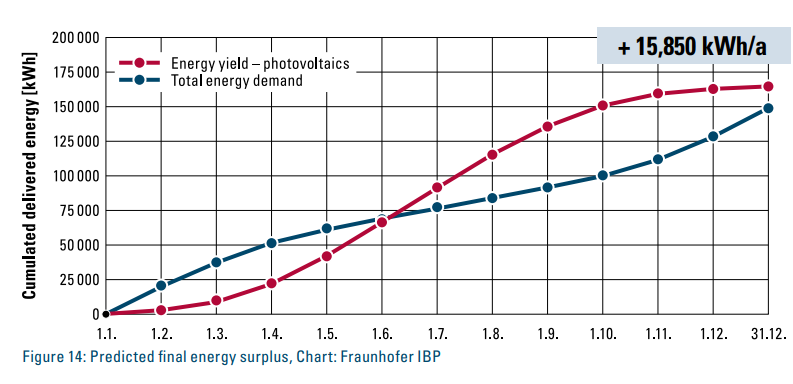 + 15,850 kWh/a
Cumulated delivered energy [kWh]
200 000
175 000
150 000
125 000
100 000
75 000
50 000
25 000
0
Energy yield – photovoltaics
Total energy demand
1.1. 1.2. 1.3. 1.4. 1.5. 1.6. 1.7. 1.8. 1.9. 1.10. 1.11. 1.12. 31.12.
Figure 14: Predicted final energy surplus, Chart: Fraunhofer IBP